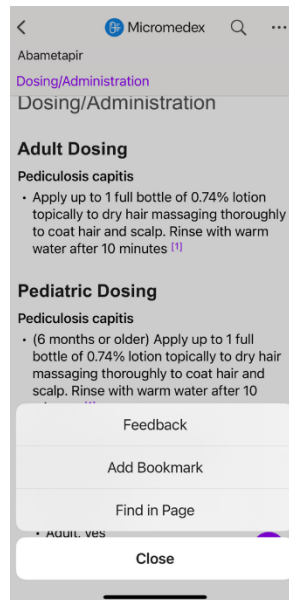 Micromedex
Abametapir
Dosing/Administration
Dosing/Administration
Adult Dosing
Pediculosis capitis
• Apply up to 1 full bottle of 0.74% lotion
topically to dry hair massaging thoroughly
to coat hair and scalp. Rinse with warm
water after 10 minutes [1]
Pediatric Dosing
Pediculosis capitis
• (6 months or older) Apply up to 1 full
bottle of 0.74% lotion topically to dry hair
massaging thoroughly to coat hair and
scalp. Rinse with warm water after 10
Feedback
Add Bookmark
Find in Page
• Adult, yes
Close